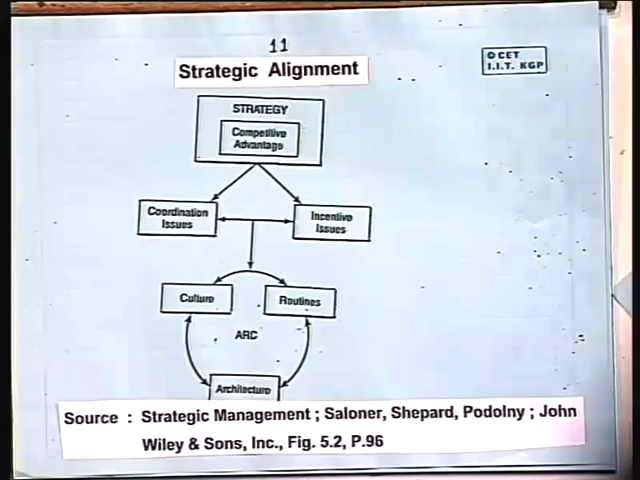 11
Strategic Alignment
© CET
I.I.T. KGP
STRATEGY
Competitive
Advantage
Coordination
Issues
Incentive
Issues
Culture
Routines
ARC
Architecture
Source : Strategic Management ; Saloner, Shepard, Podolny ; John
Wiley & Sons, Inc., Fig. 5.2, P.96